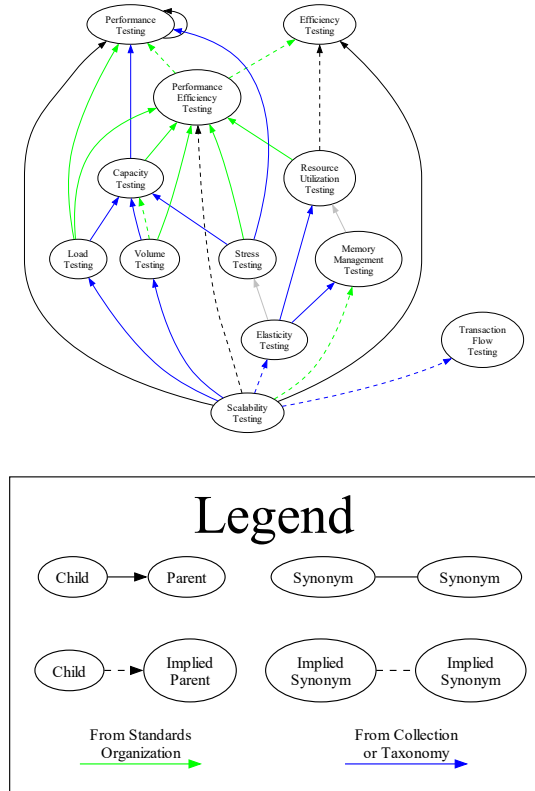 Performance
Testing
Efficiency
Testing
Performance
Efficiency
Testing
Capacity
Testing
Resource
Utilization
Testing
Load
Testing
Volume
Testing
Stress
Testing
Memory
Management
Testing
Elasticity
Testing
Transaction
Flow
Testing
Scalability
Testing
Legend
Child
Parent
Synonym
Synonym
Child
Implied
Parent
Implied
Synonym
Implied
Synonym
From Standards
Organization
From Collection
or Taxonomy